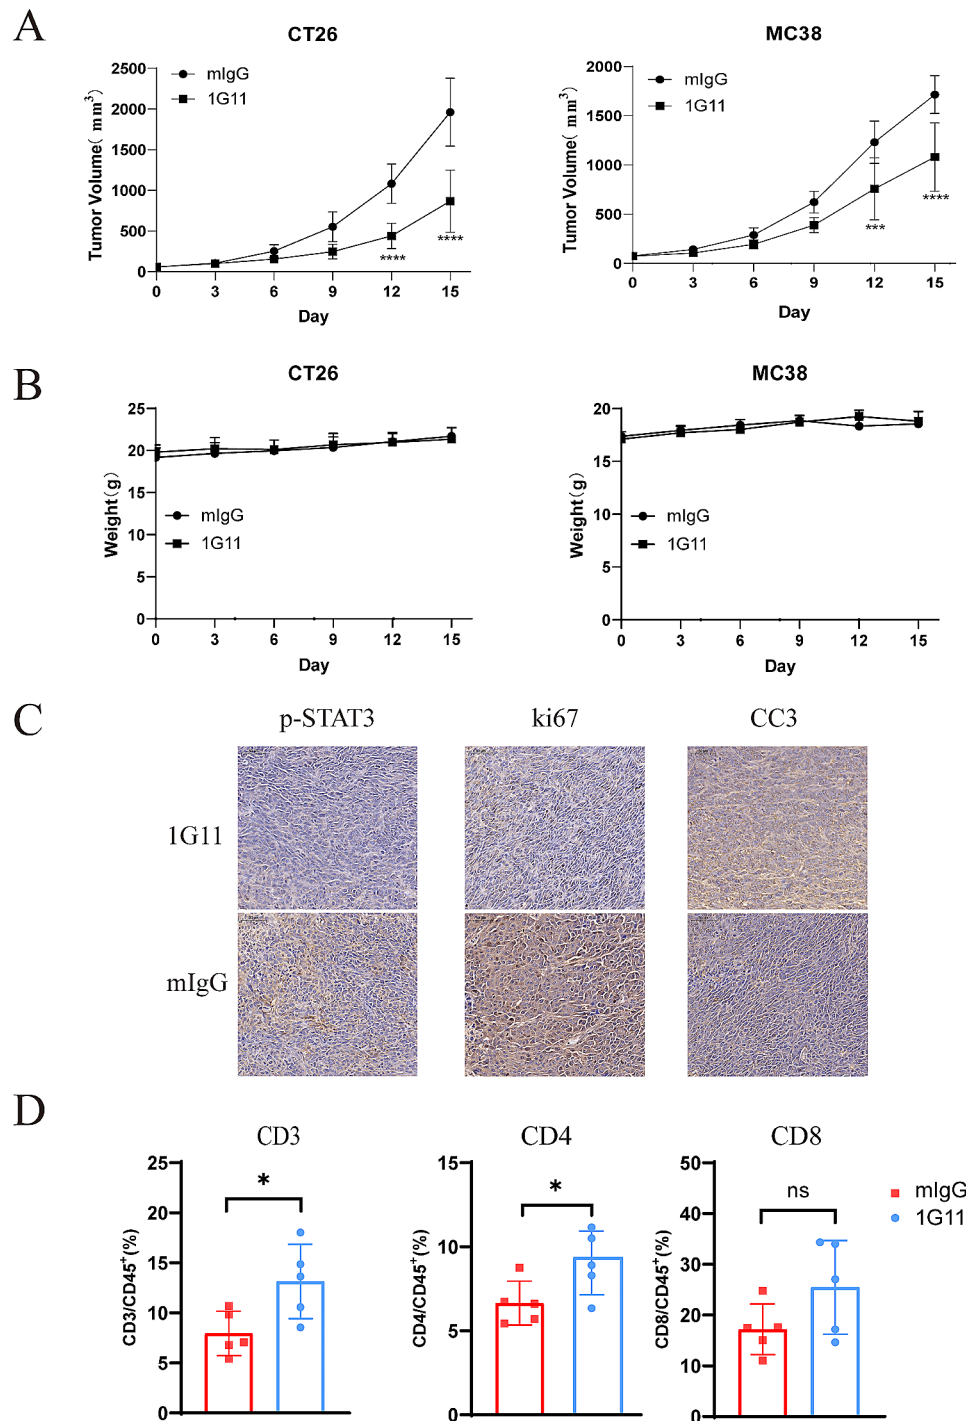 A
CT26
Tumor Volume( mm³)
2500
2000
1500
1000
500
0
mIgG
1G11
****
****
0 3 6 9 12 15
Day
MC38
Tumor Volume( mm³)
2000
1500
1000
500
0
mIgG
1G11
***
****
0 3 6 9 12 15
Day
B
CT26
Weight(g)
25
20
15
10
5
0
mIgG
1G11
0 3 6 9 12 15
Day
MC38
Weight(g)
20
15
10
5
0
mIgG
1G11
0 3 6 9 12 15
Day
C
p-STAT3 ki67 CC3
1G11
mIgG
D
CD3
CD3/CD45⁺(%)
25
20
15
10
5
0
*
CD4
CD4/CD45⁺(%)
15
10
5
0
*
CD8
CD8/CD45⁺(%)
50
40
30
20
10
0
ns
mIgG
1G11